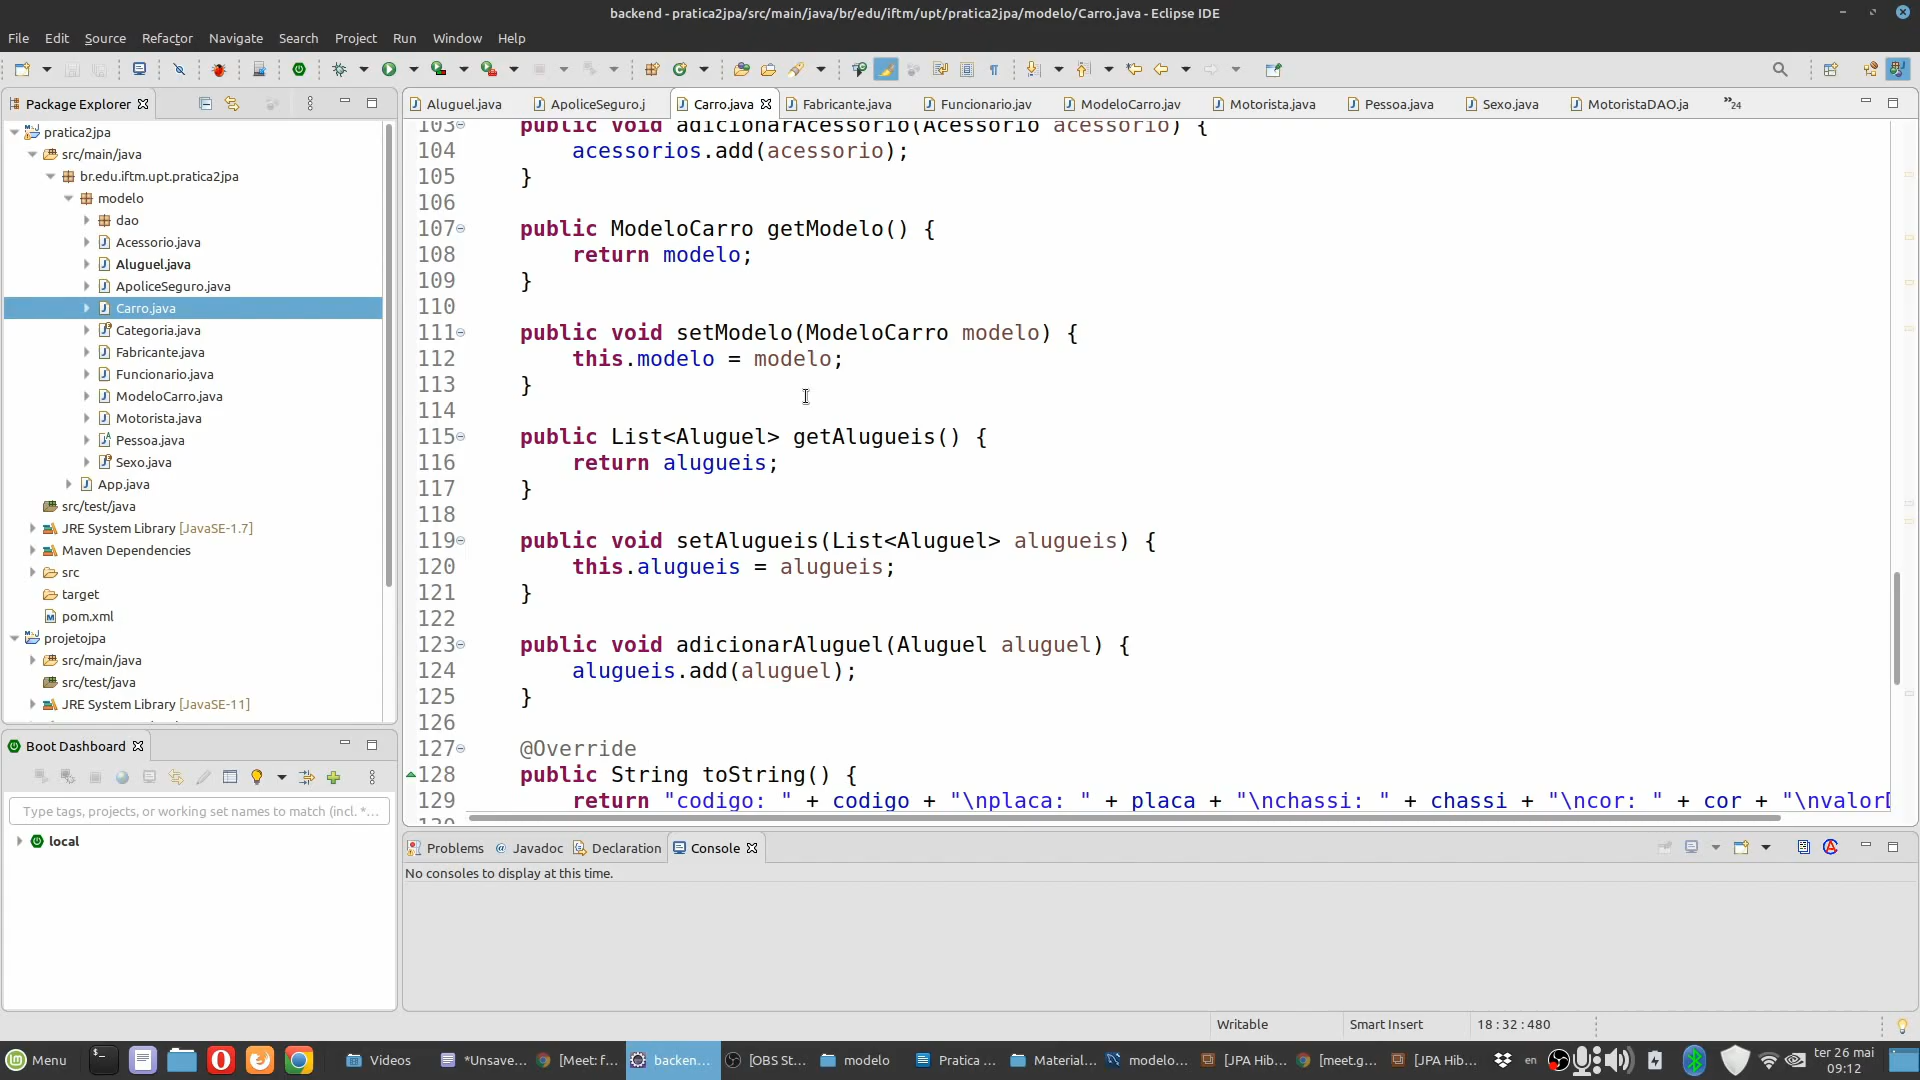 backend - pratica2jpa/src/main/java/br/edu/iftm/upt/pratica2jpa/modelo/Carro.java - Eclipse IDE
File Edit Source Refactor Navigate Search Project Run Window Help
Package Explorer
pratica2jpa
src/main/java
br.edu.iftm.upt.pratica2jpa
modelo
dao
Acessorio.java
Aluguel.java
ApoliceSeguro.java
Carro.java
Categoria.java
Fabricante.java
Funcionario.java
ModeloCarro.java
Motorista.java
Pessoa.java
Sexo.java
App.java
src/test/java
JRE System Library [JavaSE-1.7]
Maven Dependencies
src
target
pom.xml
projetojpa
src/main/java
src/test/java
JRE System Library [JavaSE-11]
Boot Dashboard
Type tags, projects, or working set names to match (incl. *…
local
Aluguel.java ApoliceSeguro.j Carro.java Fabricante.java Funcionario.jav ModeloCarro.jav Motorista.java Pessoa.java Sexo.java MotoristaDAO.ja »24
103 public void adicionarAcessorio(Acessorio acessorio) {
104 acessorios.add(acessorio);
105 }
106
107 public ModeloCarro getModelo() {
108 return modelo;
109 }
110
111 public void setModelo(ModeloCarro modelo) {
112 this.modelo = modelo;
113 }
114
115 public List<Aluguel> getAlugueis() {
116 return alugueis;
117 }
118
119 public void setAlugueis(List<Aluguel> alugueis) {
120 this.alugueis = alugueis;
121 }
122
123 public void adicionarAluguel(Aluguel aluguel) {
124 alugueis.add(aluguel);
125 }
126
127 @Override
128 public String toString() {
129 return "codigo: " + codigo + "\nplaca: " + placa + "\nchassi: " + chassi + "\ncor: " + cor + "\nvalorD
Problems Javadoc Declaration Console
No consoles to display at this time.
Writable Smart Insert 18 : 32 : 480
Menu Videos *Unsave... [Meet: f... backen... [OBS St... modelo Pratica ... Material... modelo... [JPA Hib... [meet.g... [JPA Hib... en ter 26 mai
09:12